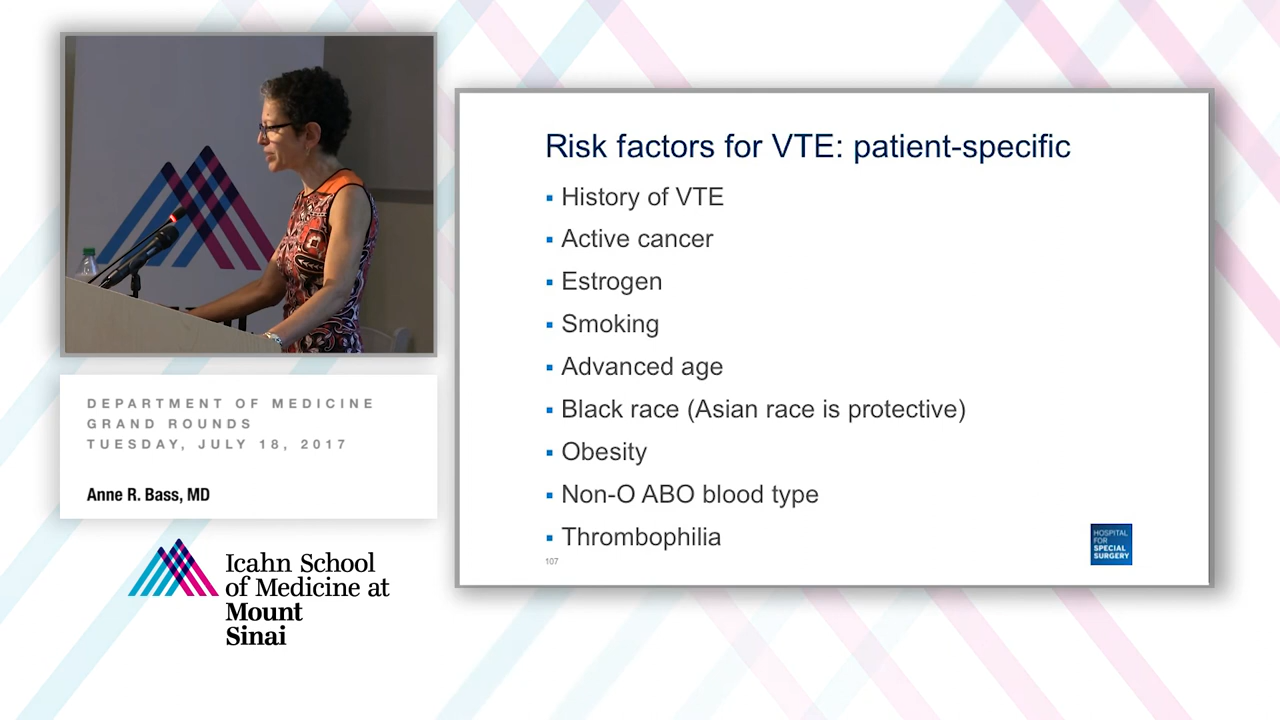 DEPARTMENT OF MEDICINE
GRAND ROUNDS
TUESDAY, JULY 18, 2017
Anne R. Bass, MD
Icahn School
of Medicine at
Mount
Sinai
Risk factors for VTE: patient-specific
▪ History of VTE
▪ Active cancer
▪ Estrogen
▪ Smoking
▪ Advanced age
▪ Black race (Asian race is protective)
▪ Obesity
▪ Non-O ABO blood type
▪ Thrombophilia
107
HOSPITAL
FOR
SPECIAL
SURGERY